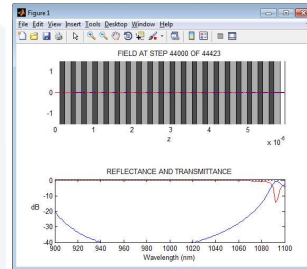 Figure 1
File Edit View Insert Tools Desktop Window Help
FIELD AT STEP 44000 OF 44423
1
0
-1
0 1 2 3 4 5
z
x 10⁻⁶
REFLECTANCE AND TRANSMITTANCE
0
-10
dB
-20
-30
-40
900 920 940 960 980 1000 1020 1040 1060 1080 1100
Wavelength (nm)